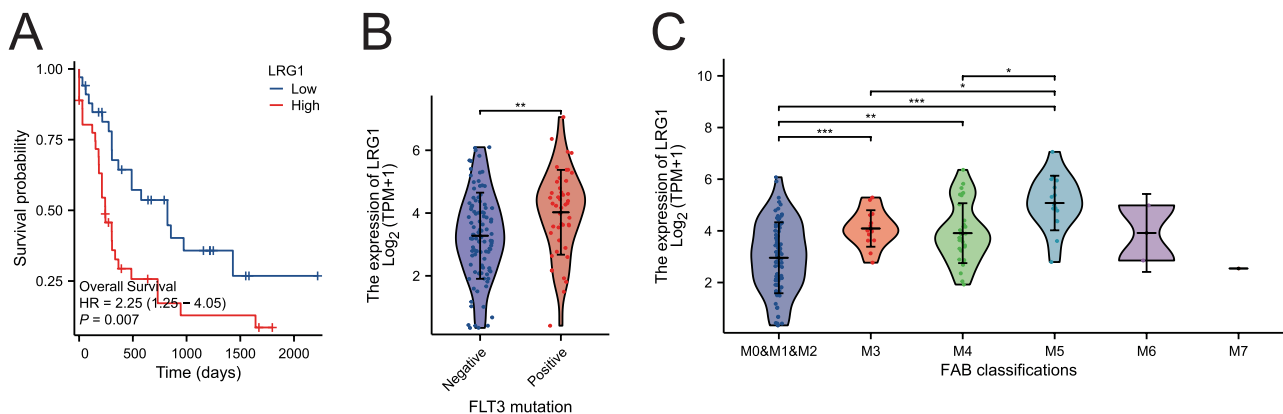 A
1.00
0.75
0.50
0.25
Survival probability
LRG1
Low
High
Overall Survival
HR = 2.25 (1.25 − 4.05)
P = 0.007
0
500
1000
1500
2000
Time (days)
B
The expression of LRG1
Log2 (TPM+1)
6
4
2
**
Negative
Positive
FLT3 mutation
C
The expression of LRG1
Log2 (TPM+1)
10
8
6
4
2
*
*
***
**
***
M0&M1&M2
M3
M4
M5
M6
M7
FAB classifications